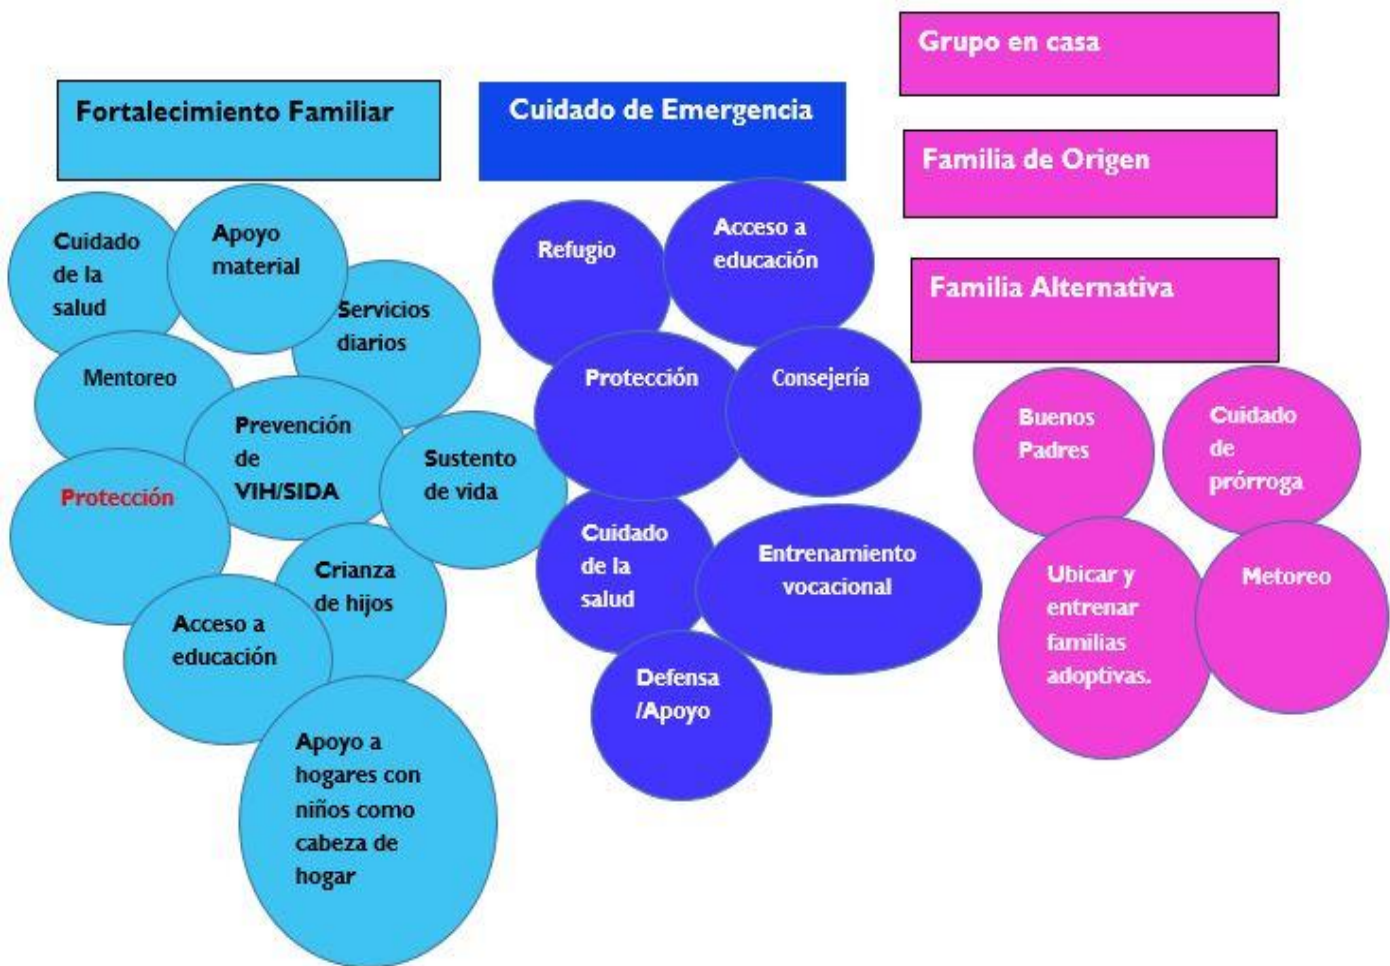 Fortalecimiento Familiar
Cuidado
de la
salud
Apoyo
material
Servicios
diarios
Mentoreo
Prevención
de
VIH/SIDA
Sustento
de vida
Protección
Crianza
de hijos
Acceso a
educación
Apoyo a
hogares con
niños como
cabeza de
hogar
Cuidado de Emergencia
Refugio
Acceso a
educación
Protección
Consejería
Cuidado
de la
salud
Entrenamiento
vocacional
Defensa
/Apoyo
Grupo en casa
Familia de Origen
Familia Alternativa
Buenos
Padres
Cuidado
de
prórroga
Ubicar y
entrenar
familias
adoptivas.
Metoreo